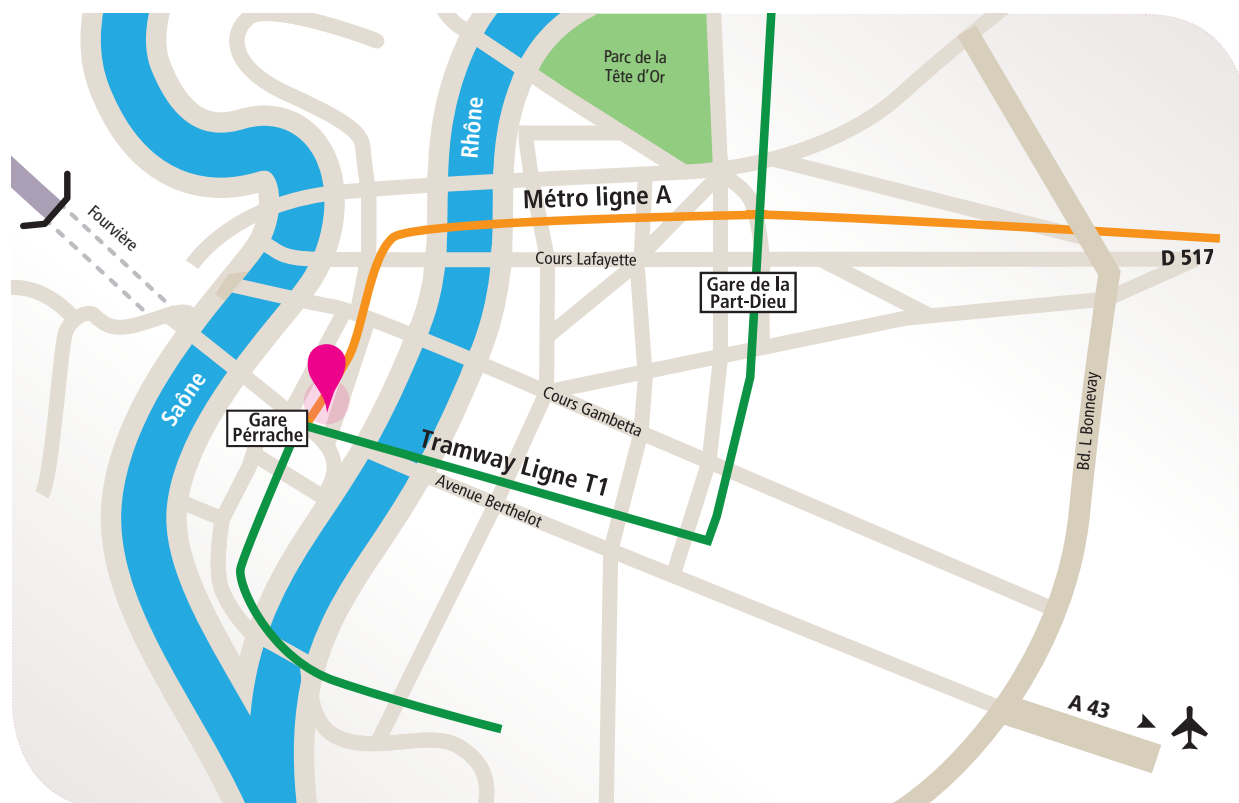 Parc de la
Tête d'Or
Rhône
Métro ligne A
Fourvière
Cours Lafayette
D 517
Gare de la
Part-Dieu
Saône
Cours Gambetta
Bd. L Bonnevay
Gare
Pérrache
Tramway Ligne T1
Avenue Berthelot
A 43